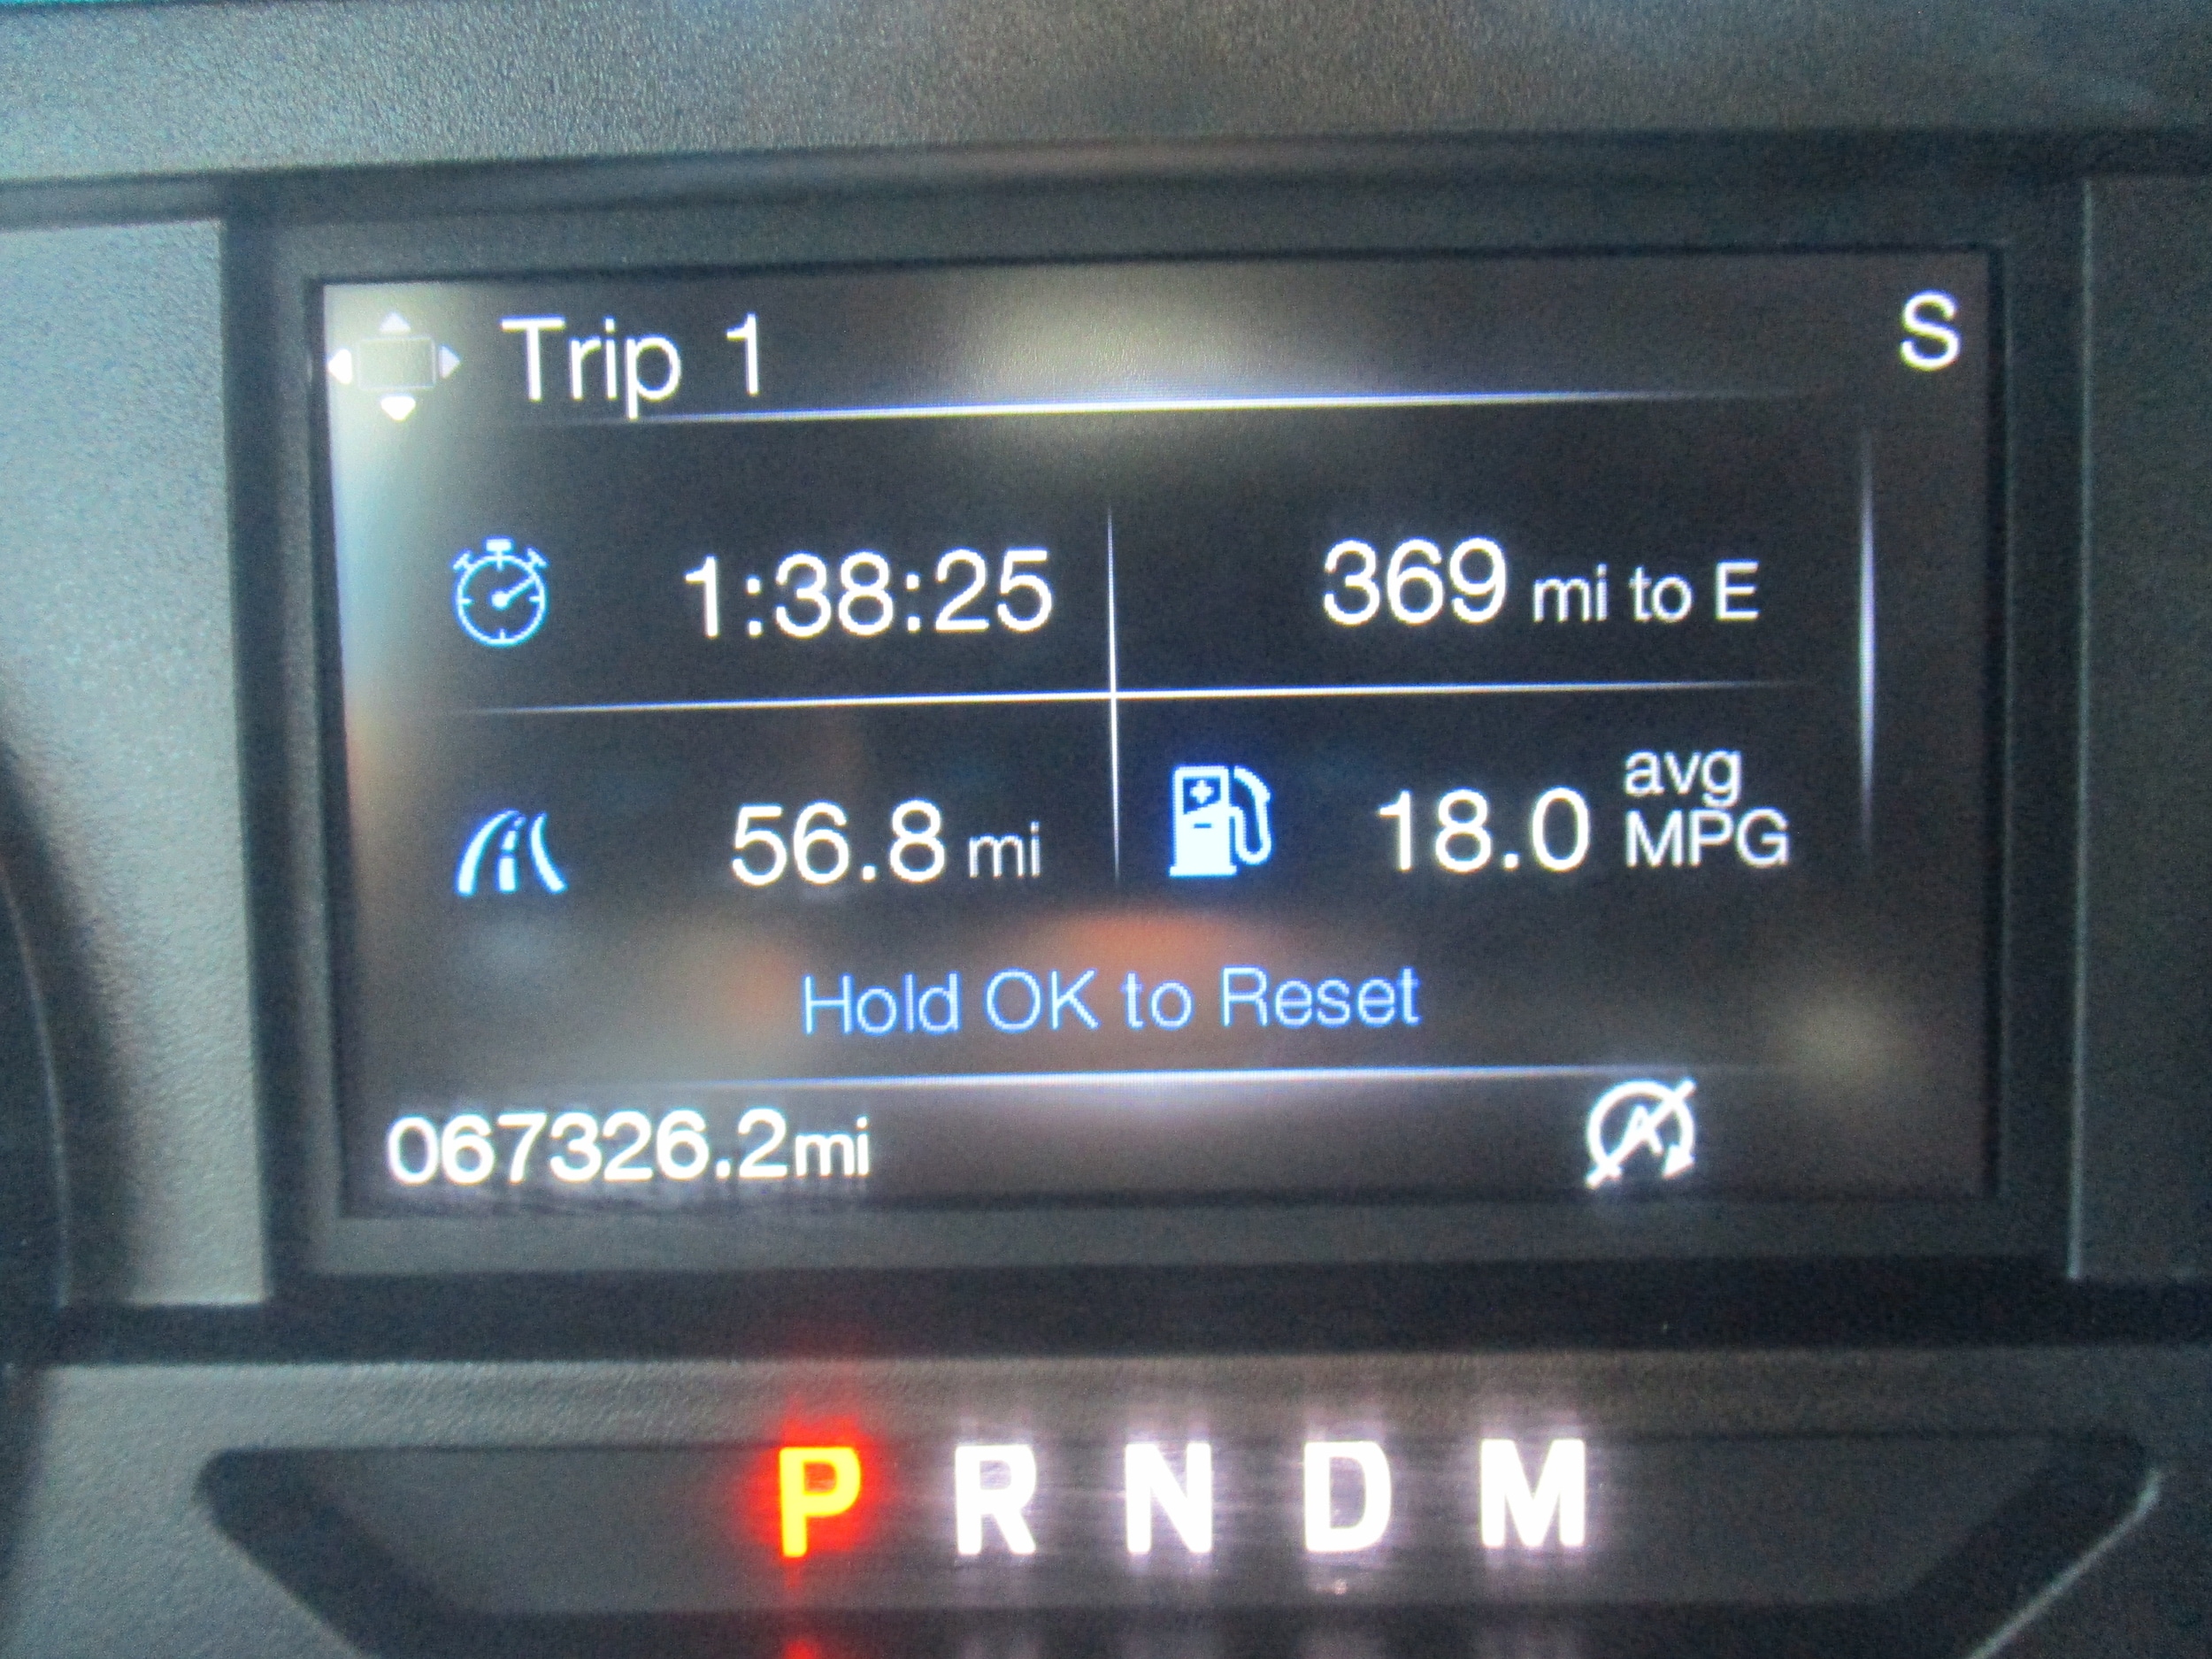 Trip 1 S
1:38:25 369 mi to E
56.8 mi 18.0 avg MPG
Hold OK to Reset
067326.2mi A
P R N D M